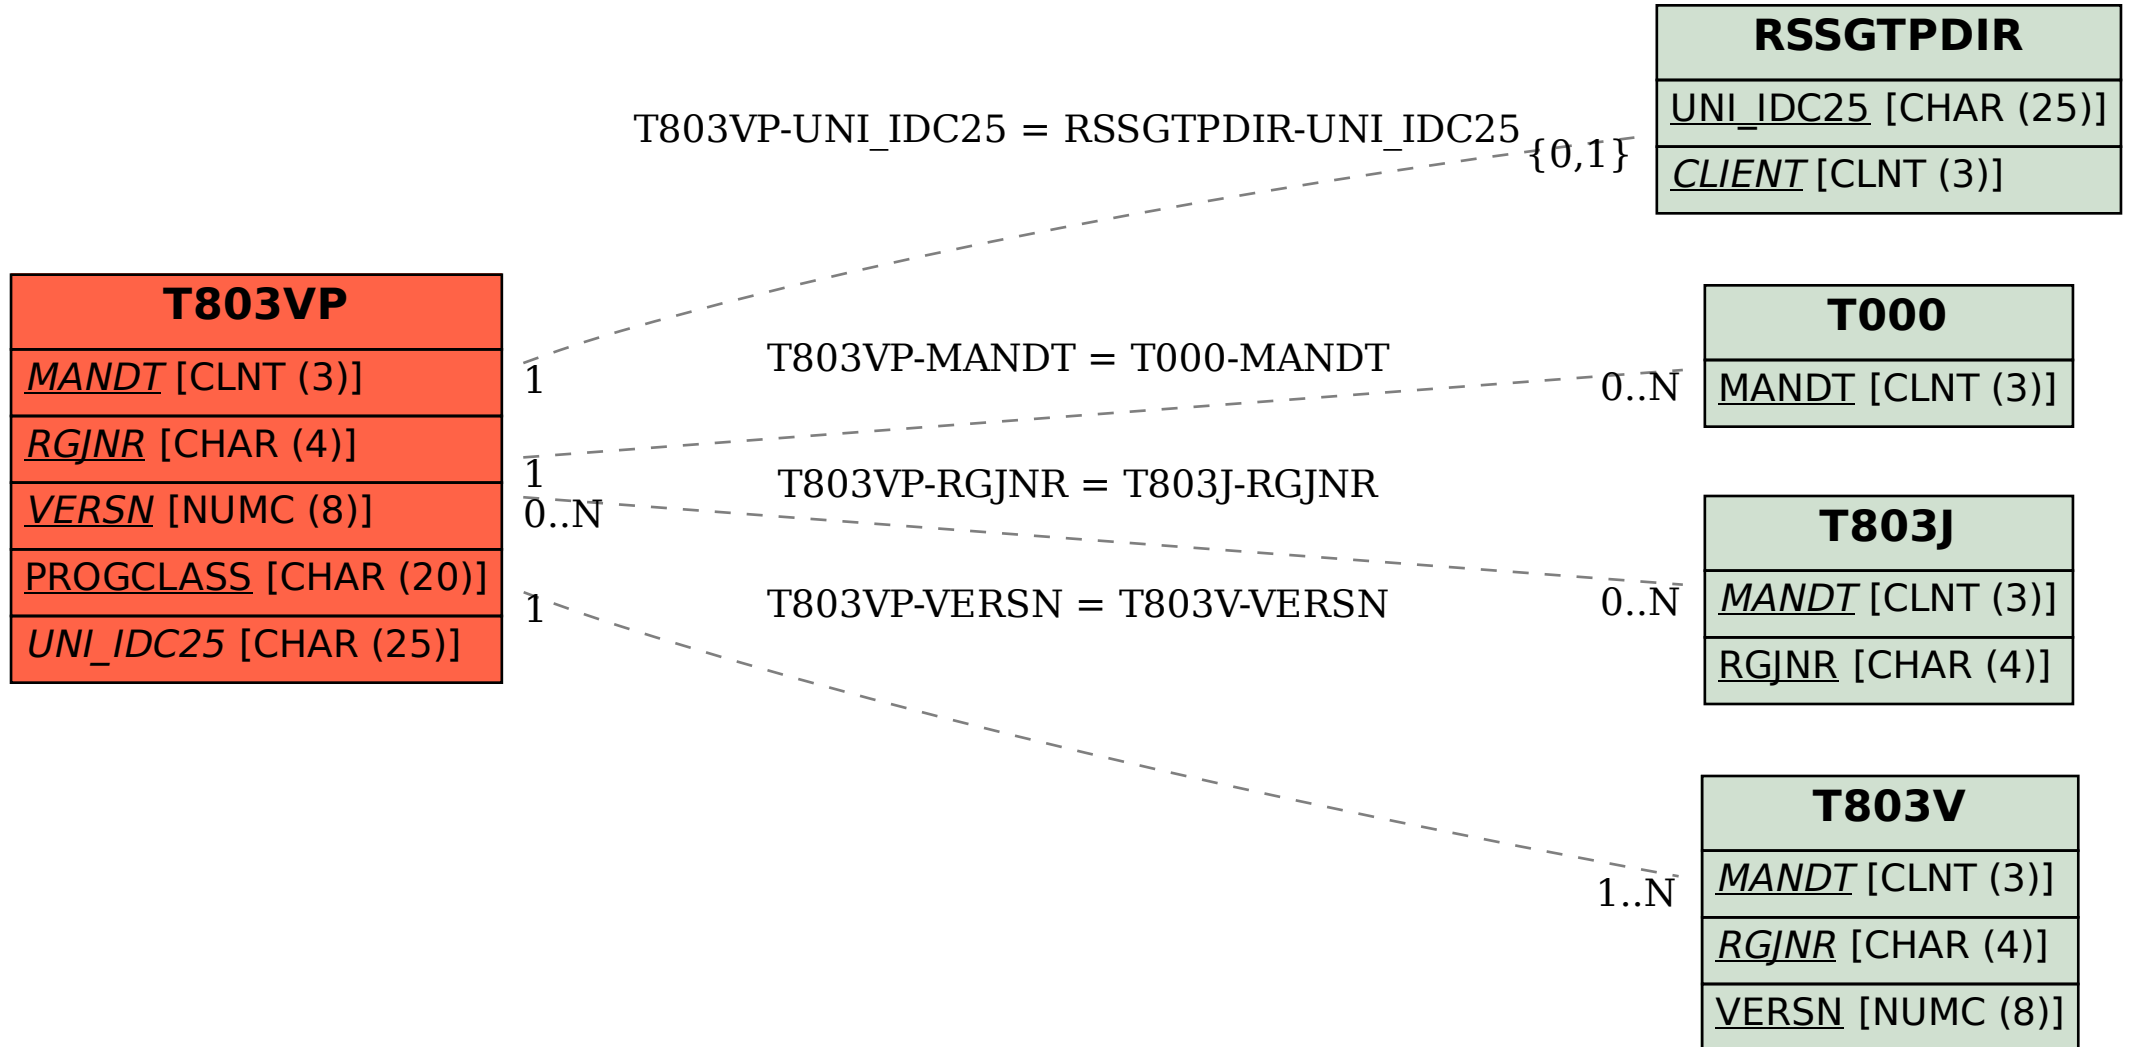 RSSGTPDIR
UNI_IDC25 [CHAR (25)]
CLIENT [CLNT (3)]
T803VP-UNI_IDC25 = RSSGTPDIR-UNI_IDC25
{0,1}
T803VP
MANDT [CLNT (3)]
RGJNR [CHAR (4)]
VERSN [NUMC (8)]
PROGCLASS [CHAR (20)]
UNI_IDC25 [CHAR (25)]
1
T803VP-MANDT = T000-MANDT
0..N
1
T000
MANDT [CLNT (3)]
T803VP-RGJNR = T803J-RGJNR
0..N
0..N
T803J
MANDT [CLNT (3)]
RGJNR [CHAR (4)]
T803VP-VERSN = T803V-VERSN
1
1..N
T803V
MANDT [CLNT (3)]
RGJNR [CHAR (4)]
VERSN [NUMC (8)]